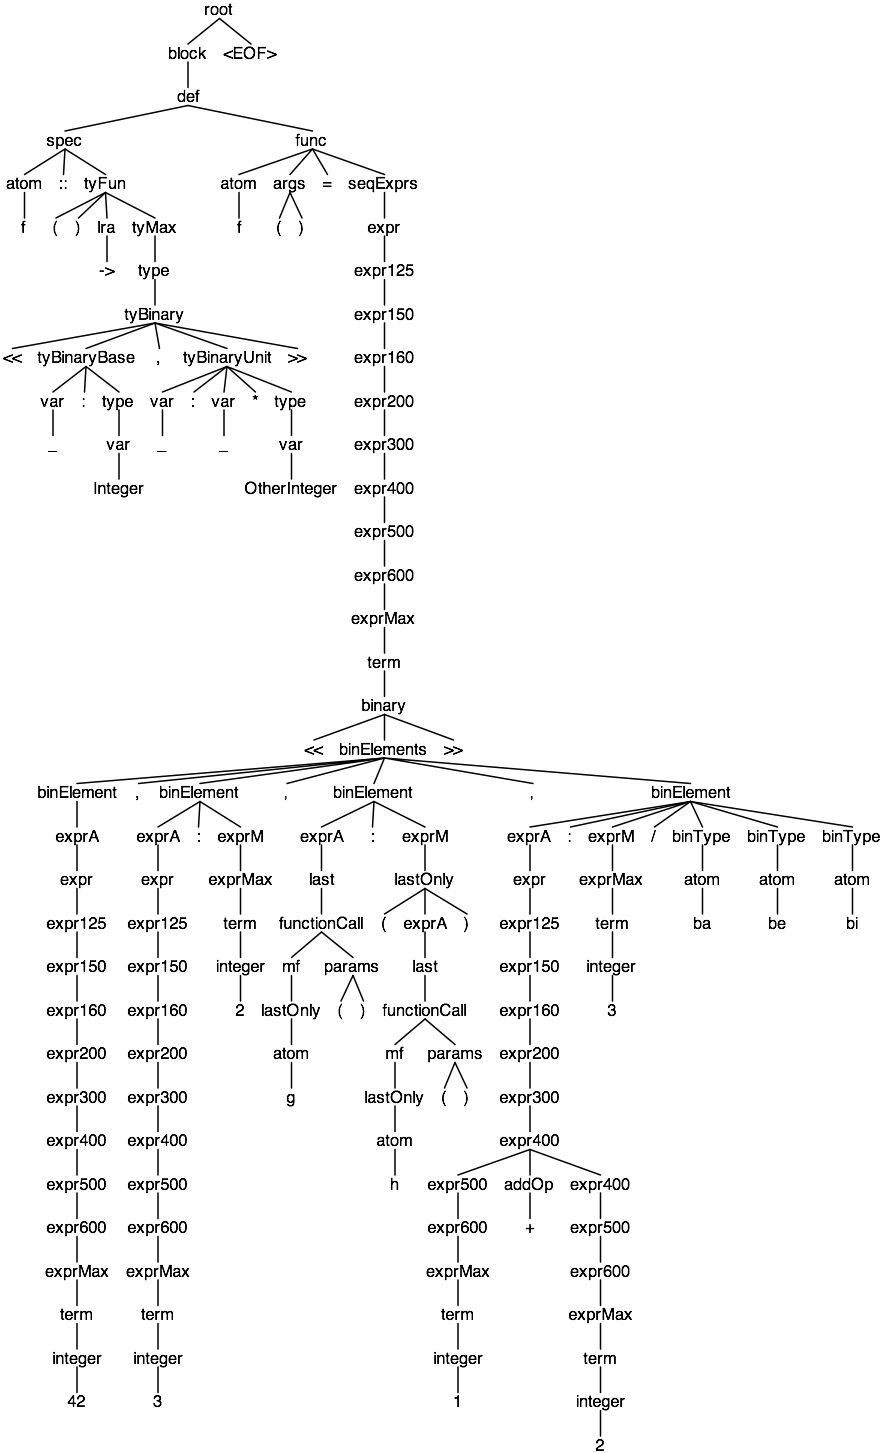 root
block <EOF>
def
spec func
atom :: tyFun atom args = seqExprs
f ( ) lra tyMax f ( ) expr
-> type expr125
tyBinary expr150
<< tyBinaryBase , tyBinaryUnit >> expr160
var : type var : var * type expr200
_ var _ _ var expr300
Integer OtherInteger expr400
expr500
expr600
exprMax
term
binary
<< binElements >>
binElement , binElement , binElement , binElement
exprA exprA : exprM exprA : exprM exprA : exprM / binType binType binType
expr expr exprMax last lastOnly expr exprMax atom atom atom
expr125 expr125 term functionCall ( exprA ) expr125 term ba be bi
expr150 expr150 integer mf params last expr150 integer
expr160 expr160 2 lastOnly ( ) functionCall expr160 3
expr200 expr200 atom mf params expr200
expr300 expr300 g lastOnly ( ) expr300
expr400 expr400 atom expr400
expr500 expr500 h expr500 addOp expr400
expr600 expr600 expr600 + expr500
exprMax exprMax exprMax expr600
term term term exprMax
integer integer integer term
42 3 1 integer
2